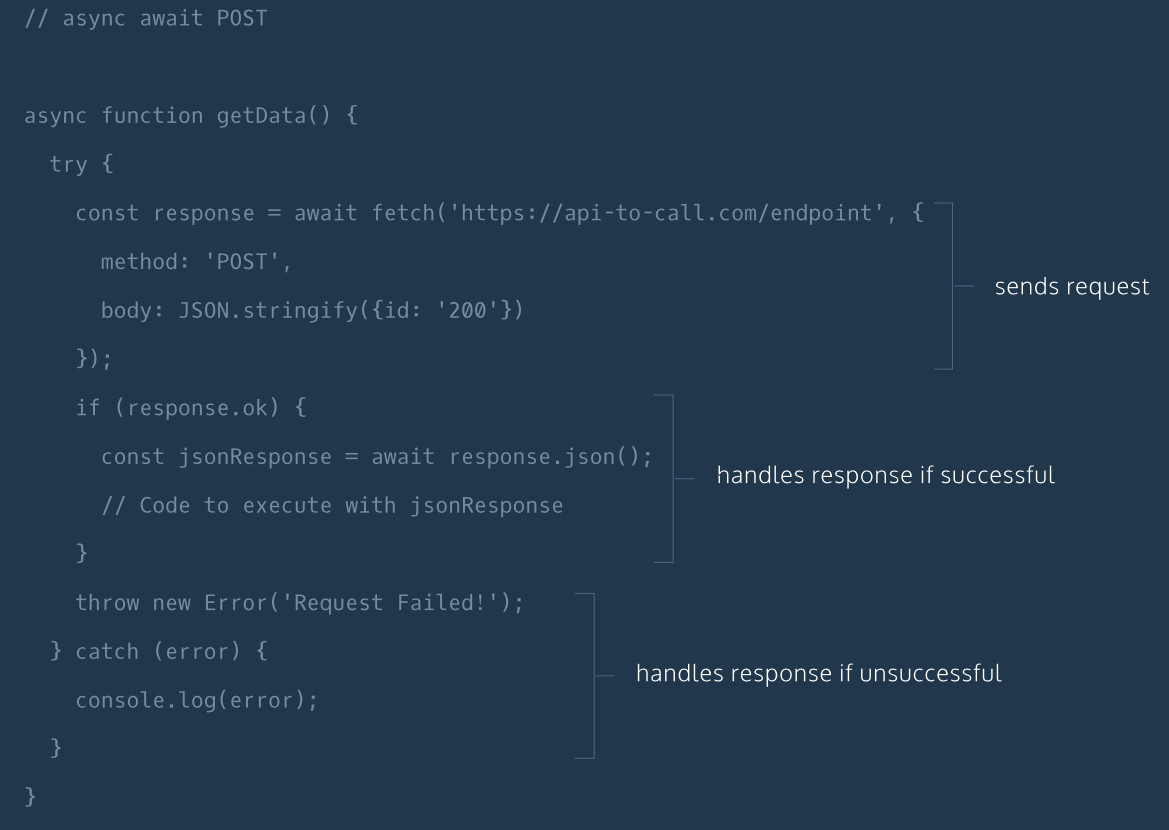 // async await POST
async function getData() {
try {
const response = await fetch('https://api-to-call.com/endpoint', {
method: 'POST',
body: JSON.stringify({id: '200'})
});
sends request
if (response.ok) {
const jsonResponse = await response.json();
// Code to execute with jsonResponse
}
handles response if successful
throw new Error('Request Failed!');
} catch (error) {
console.log(error);
}
handles response if unsuccessful
}